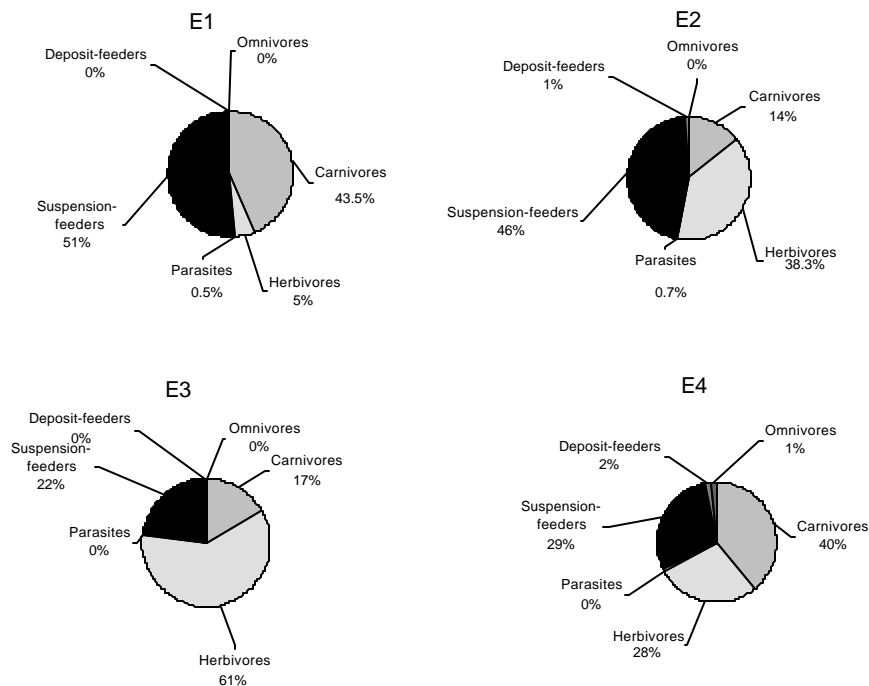 E1
Omnivores
0%
Deposit-feeders
0%
Carnivores
43.5%
Suspension-
feeders
51%
Parasites
0.5%
Herbivores
5%
E2
Omnivores
0%
Deposit-feeders
1%
Carnivores
14%
Suspension-feeders
46%
Herbivores
38.3%
Parasites
0.7%
E3
Deposit-feeders
0%
Omnivores
0%
Suspension-
feeders
22%
Carnivores
17%
Parasites
0%
Herbivores
61%
E4
Omnivores
1%
Deposit-feeders
2%
Suspension-
feeders
29%
Carnivores
40%
Parasites
0%
Herbivores
28%